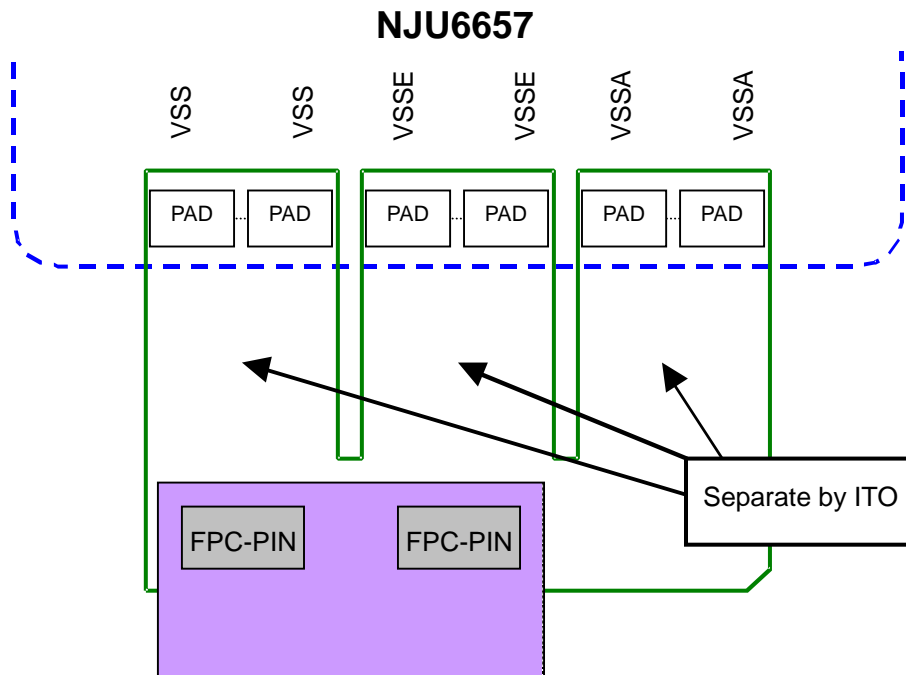 NJU6657
VSS VSS VSSE VSSE VSSA VSSA
PAD PAD PAD PAD PAD PAD
Separate by ITO
FPC-PIN FPC-PIN